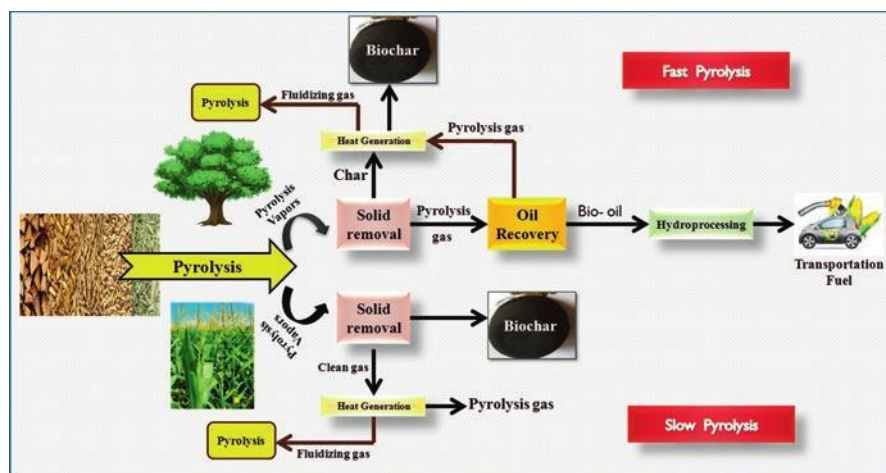 Biochar
Fast Pyrolysis
Pyrolysis
Fluidizing gas
Heat Generation
Pyrolysis gas
Char
Pyrolysis
Vapors
Solid
removal
Pyrolysis
gas
Oil
Recovery
Bio- oil
Hydroprocessing
Transportation
Fuel
Pyrolysis
Pyrolysis
Vapors
Solid
removal
Biochar
Clean gas
Heat Generation
Pyrolysis gas
Pyrolysis
Fluidizing gas
Slow Pyrolysis